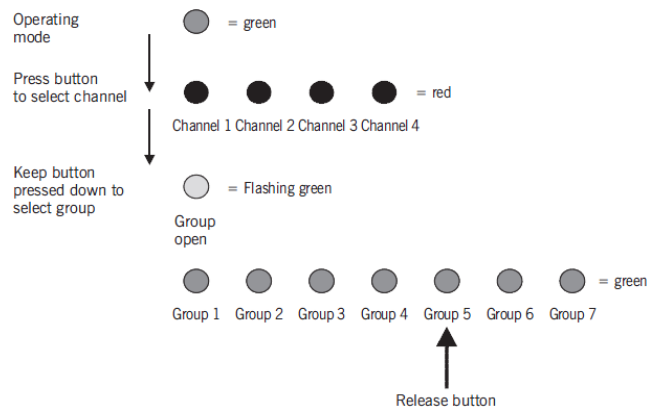 Operating
mode
= green
Press button
to select channel
= red
Channel 1 Channel 2 Channel 3 Channel 4
Keep button
pressed down to
select group
= Flashing green
Group
open
= green
Group 1 Group 2 Group 3 Group 4 Group 5 Group 6 Group 7
Release button